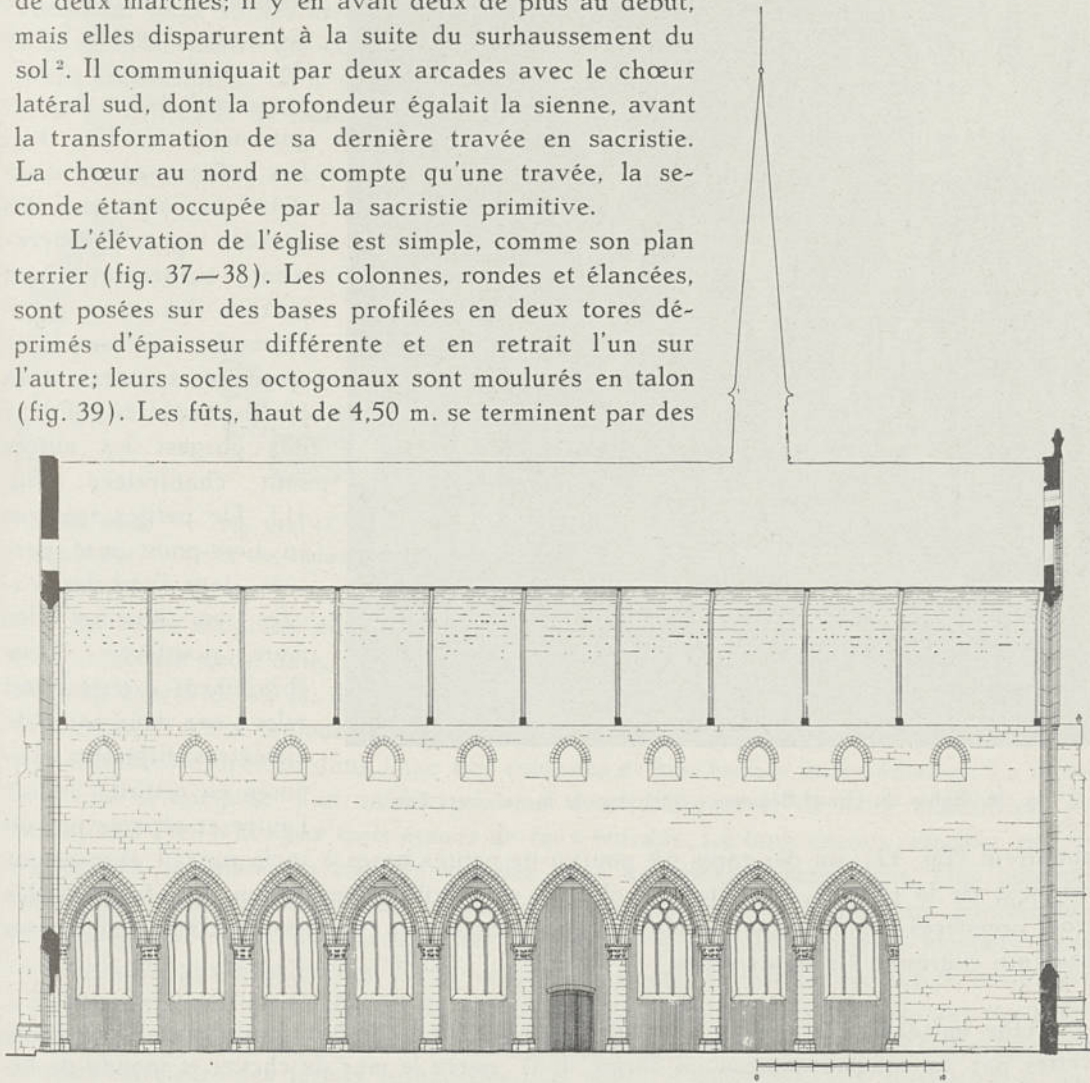 de deux marches; il y en avait deux de plus au début,
mais elles disparurent à la suite du surhaussement du
sol ². Il communiquait par deux arcades avec le chœur
latéral sud, dont la profondeur égalait la sienne, avant
la transformation de sa dernière travée en sacristie.
La chœur au nord ne compte qu'une travée, la se-
conde étant occupée par la sacristie primitive.
L'élévation de l'église est simple, comme son plan
terrier (fig. 37—38). Les colonnes, rondes et élancées,
sont posées sur des bases profilées en deux tores dé-
primés d'épaisseur différente et en retrait l'un sur
l'autre; leurs socles octogonaux sont moulurés en talon
(fig. 39). Les fûts, haut de 4,50 m. se terminent par des